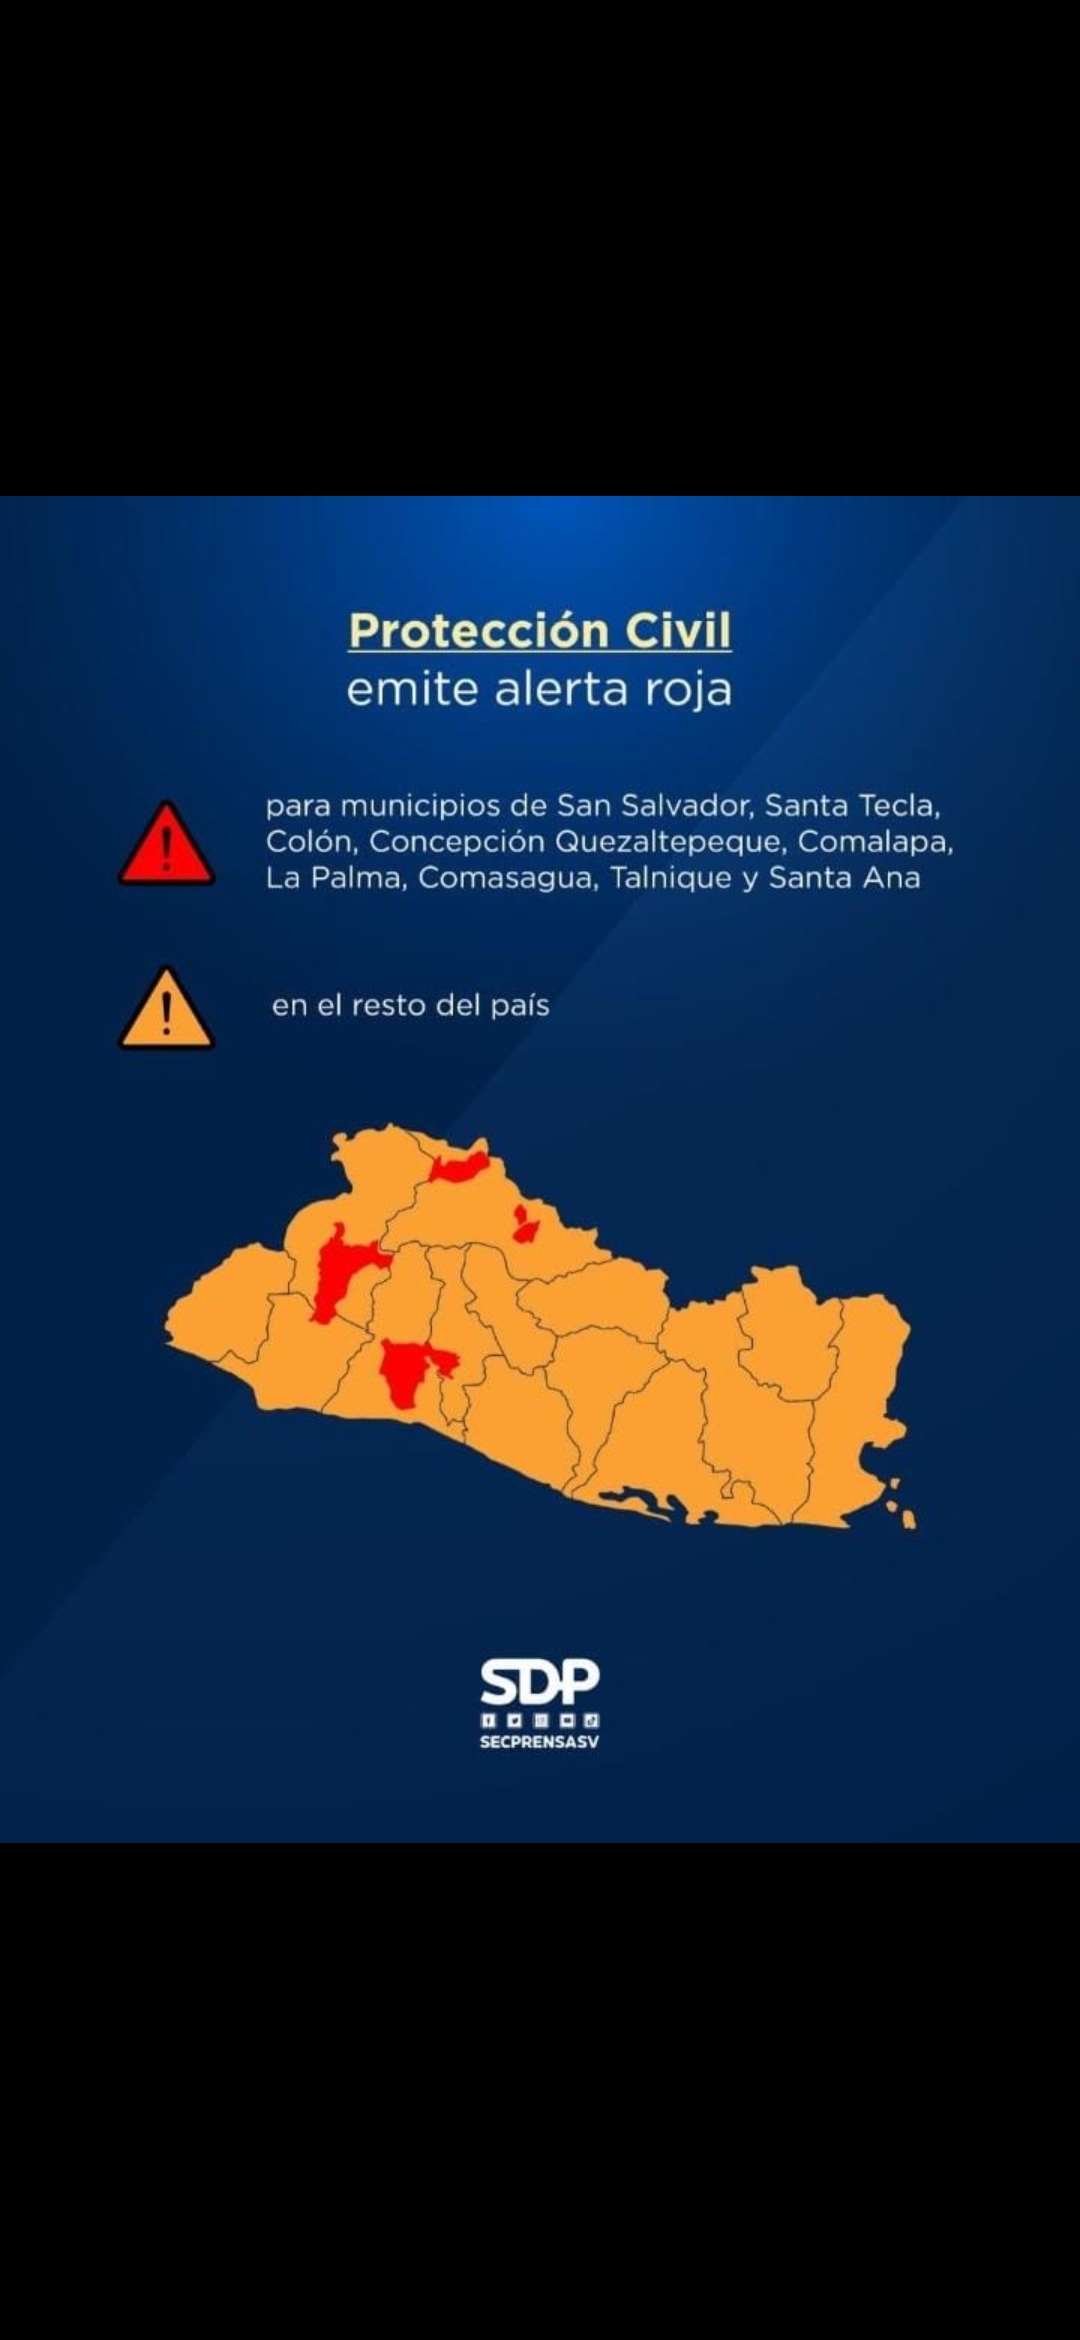 Protección Civil
emite alerta roja
para municipios de San Salvador, Santa Tecla,
Colón, Concepción Quezaltepeque, Comalapa,
La Palma, Comasagua, Talnique y Santa Ana
en el resto del país
SDP
SECPRENSASV